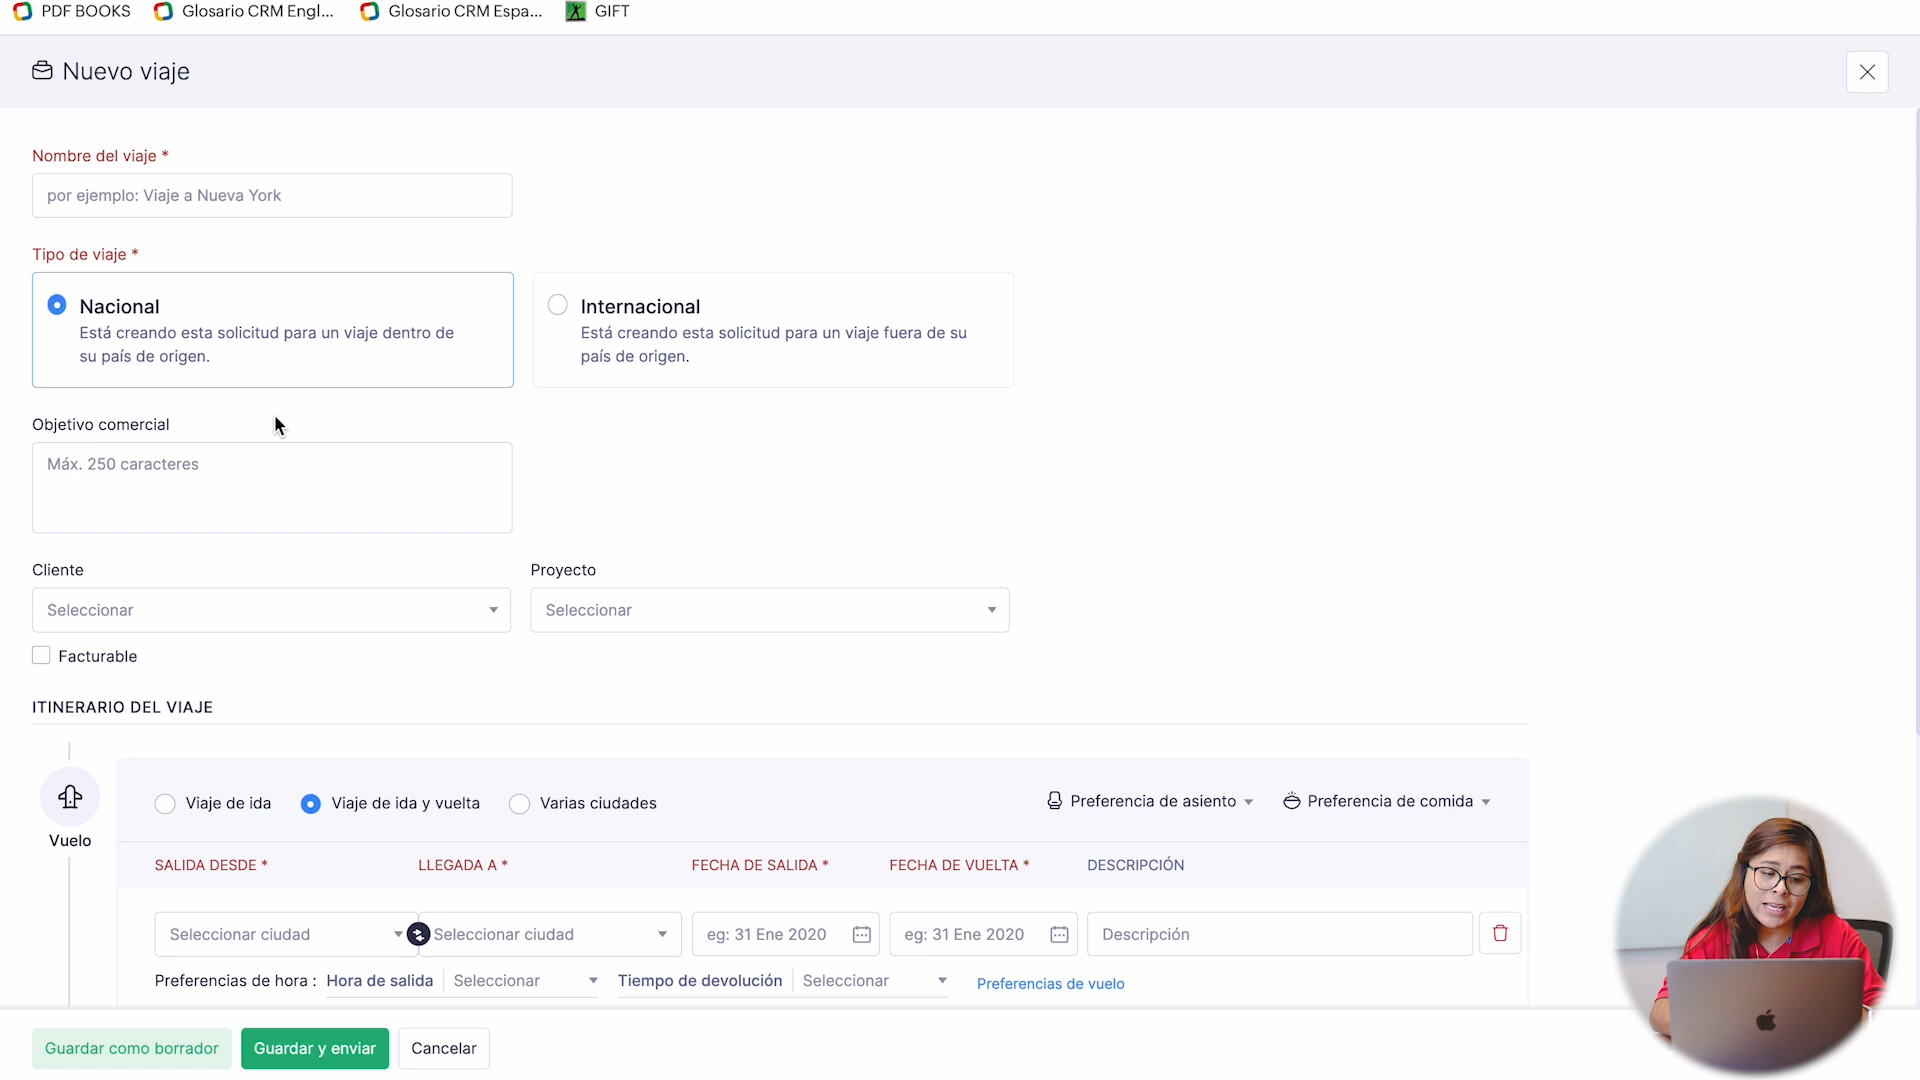 PDF BOOKS Glosario CRM Engl... Glosario CRM Espa... GIFT
Nuevo viaje
Nombre del viaje *
por ejemplo: Viaje a Nueva York
Tipo de viaje *
Nacional
Está creando esta solicitud para un viaje dentro de
su país de origen.
Internacional
Está creando esta solicitud para un viaje fuera de su
país de origen.
Objetivo comercial
Máx. 250 caracteres
Cliente Proyecto
Seleccionar Seleccionar
Facturable
ITINERARIO DEL VIAJE
Vuelo
Viaje de ida Viaje de ida y vuelta Varias ciudades Preferencia de asiento Preferencia de comida
SALIDA DESDE * LLEGADA A * FECHA DE SALIDA * FECHA DE VUELTA * DESCRIPCIÓN
Seleccionar ciudad Seleccionar ciudad eg: 31 Ene 2020 eg: 31 Ene 2020 Descripción
Preferencias de hora : Hora de salida Seleccionar Tiempo de devolución Seleccionar Preferencias de vuelo
Guardar como borrador Guardar y enviar Cancelar